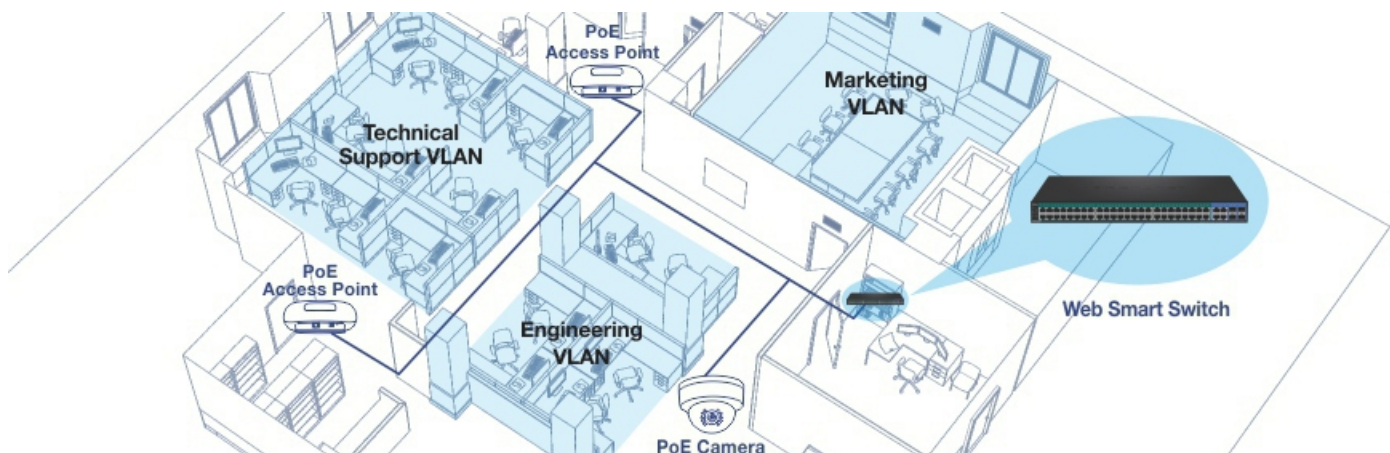 PoE
Access Point
Marketing
VLAN
Technical
Support VLAN
PoE
Access Point
Web Smart Switch
Engineering
VLAN
PoE Camera